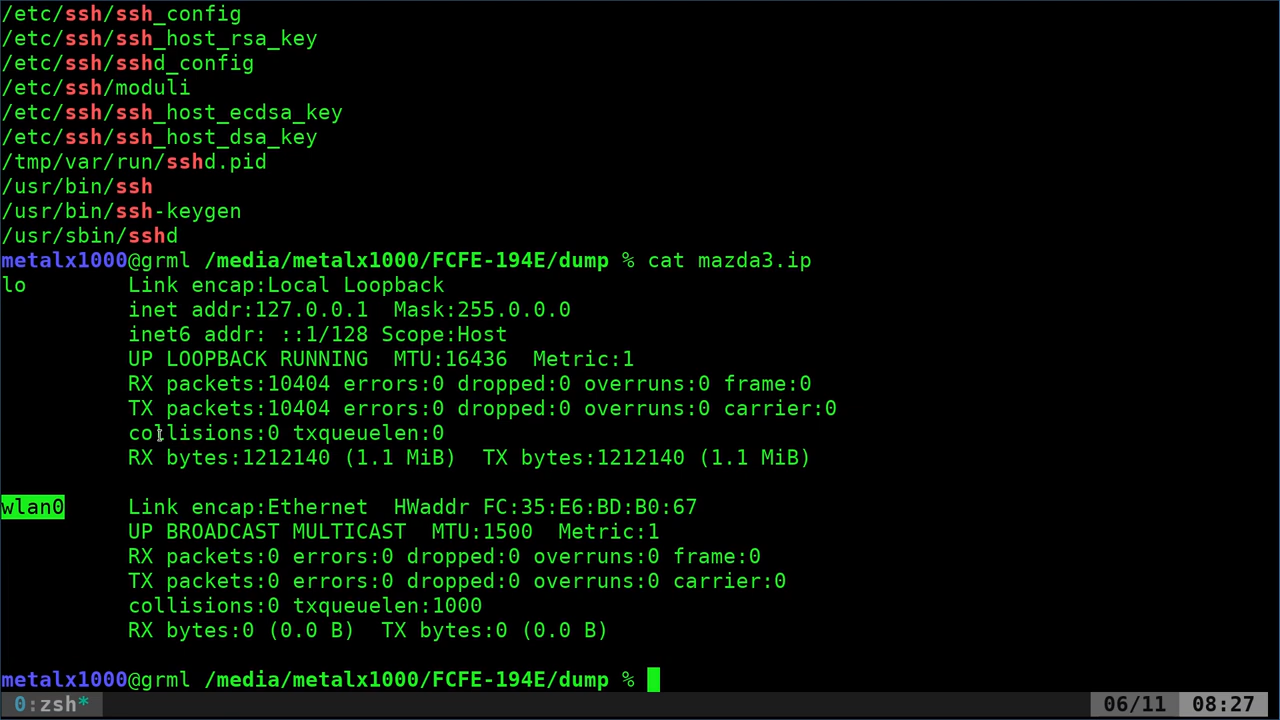 /etc/ssh/ssh_config
/etc/ssh/ssh_host_rsa_key
/etc/ssh/sshd_config
/etc/ssh/moduli
/etc/ssh/ssh_host_ecdsa_key
/etc/ssh/ssh_host_dsa_key
/tmp/var/run/sshd.pid
/usr/bin/ssh
/usr/bin/ssh-keygen
/usr/sbin/sshd
metalx1000@grml /media/metalx1000/FCFE-194E/dump % cat mazda3.ip
lo        Link encap:Local Loopback
          inet addr:127.0.0.1  Mask:255.0.0.0
          inet6 addr: ::1/128 Scope:Host
          UP LOOPBACK RUNNING  MTU:16436  Metric:1
          RX packets:10404 errors:0 dropped:0 overruns:0 frame:0
          TX packets:10404 errors:0 dropped:0 overruns:0 carrier:0
          collisions:0 txqueuelen:0
          RX bytes:1212140 (1.1 MiB)  TX bytes:1212140 (1.1 MiB)
wlan0     Link encap:Ethernet  HWaddr FC:35:E6:BD:B0:67
          UP BROADCAST MULTICAST  MTU:1500  Metric:1
          RX packets:0 errors:0 dropped:0 overruns:0 frame:0
          TX packets:0 errors:0 dropped:0 overruns:0 carrier:0
          collisions:0 txqueuelen:1000
          RX bytes:0 (0.0 B)  TX bytes:0 (0.0 B)
metalx1000@grml /media/metalx1000/FCFE-194E/dump %
0:zsh* 06/11 08:27